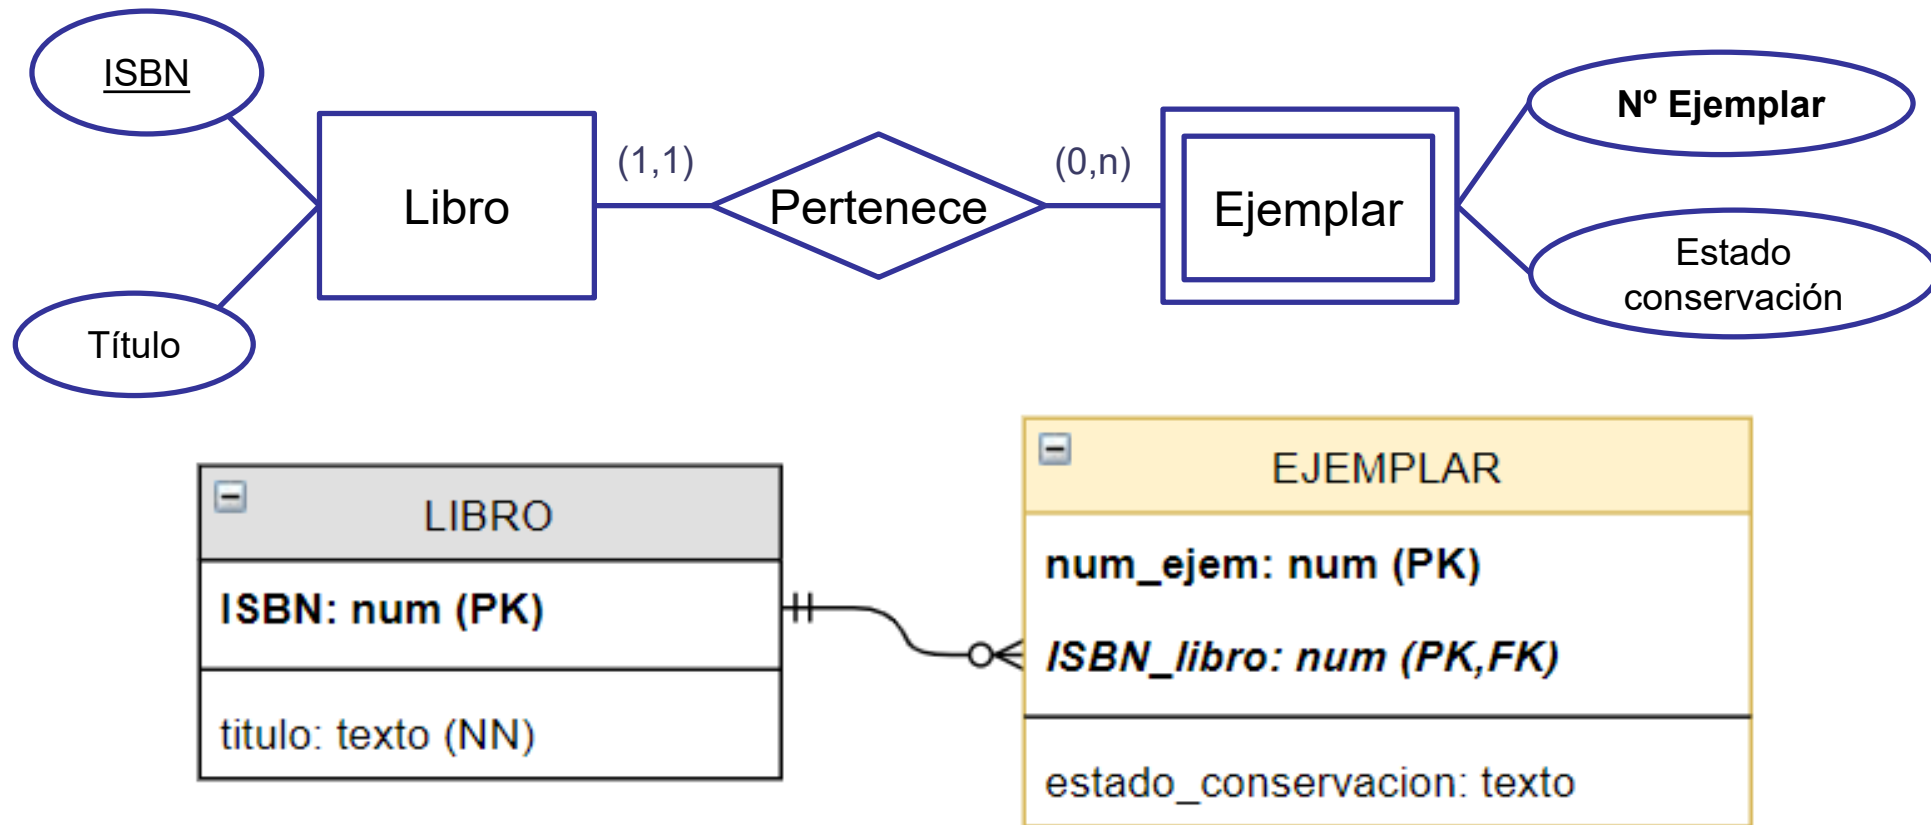 ISBN
Título
Libro
(1,1)
Pertenece
(0,n)
Ejemplar
Nº Ejemplar
Estado
conservación
LIBRO
ISBN: num (PK)
titulo: texto (NN)
EJEMPLAR
num_ejem: num (PK)
ISBN_libro: num (PK,FK)
estado_conservacion: texto